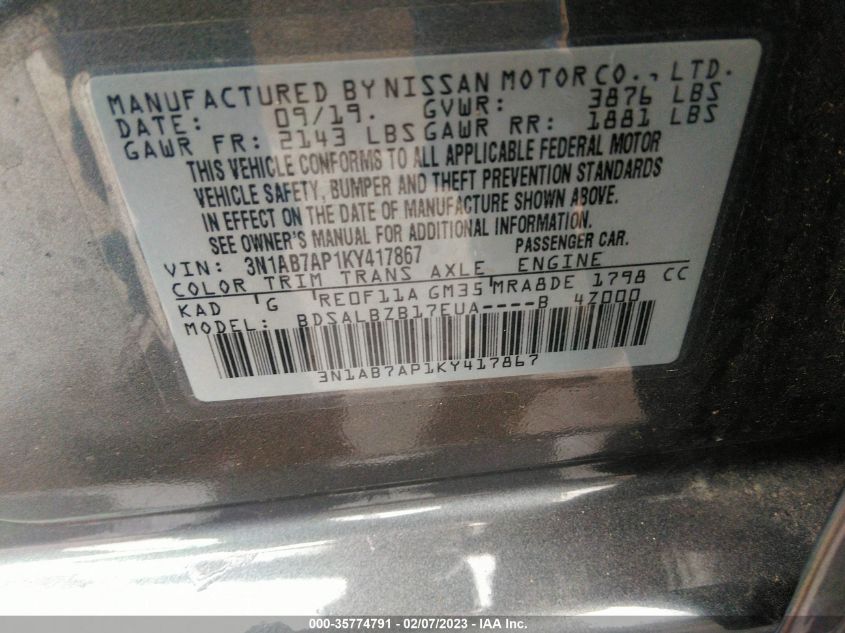 MANUFACTURED BY NISSAN MOTOR CO., LTD.
DATE: 09/19. GVWR: 3876 LBS
GAWR FR: 2143 LBS GAWR RR: 1881 LBS
THIS VEHICLE CONFORMS TO ALL APPLICABLE FEDERAL MOTOR
VEHICLE SAFETY, BUMPER AND THEFT PREVENTION STANDARDS
IN EFFECT ON THE DATE OF MANUFACTURE SHOWN ABOVE.
SEE OWNER'S MANUAL FOR ADDITIONAL INFORMATION.
VIN: 3N1AB7AP1KY417867 PASSENGER CAR.
COLOR TRIM TRANS AXLE ENGINE
KAD G RE0F11A GM35 MRA8DE 1798 CC
MODEL: BDSALBZB17EUA----B 4Z000
3N1AB7AP1KY417867
000-35774791 - 02/07/2023 - COPYRIGHT IAA, LLC.